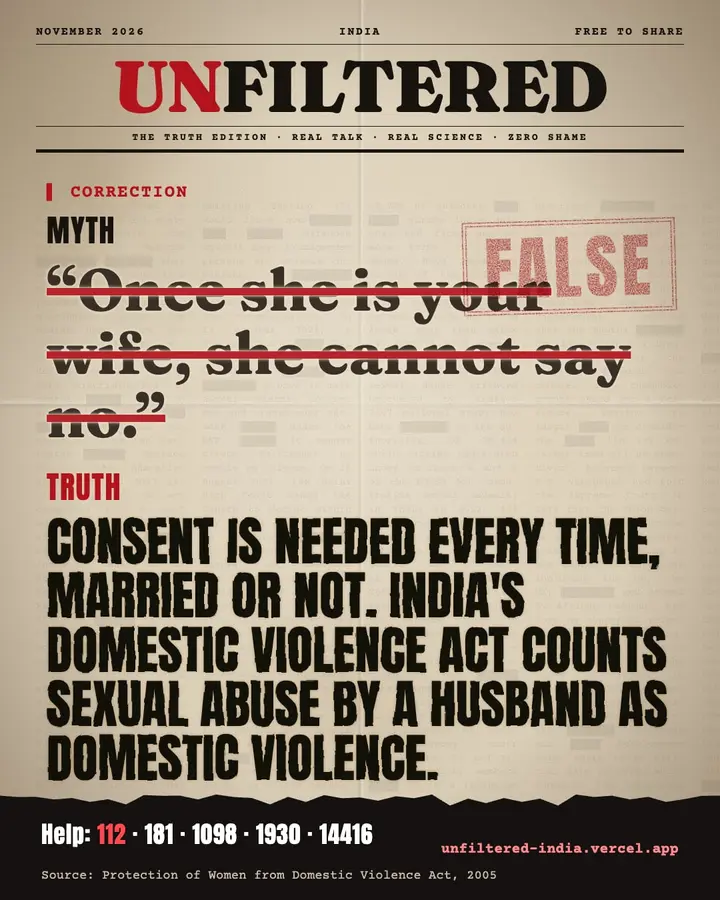 NOVEMBER 2026 INDIA FREE TO SHARE
UNFILTERED
THE TRUTH EDITION · REAL TALK · REAL SCIENCE · ZERO SHAME
CORRECTION
MYTH
FALSE
“Once she is your
wife, she cannot say
no.”
TRUTH
CONSENT IS NEEDED EVERY TIME,
MARRIED OR NOT. INDIA'S
DOMESTIC VIOLENCE ACT COUNTS
SEXUAL ABUSE BY A HUSBAND AS
DOMESTIC VIOLENCE.
Help: 112 · 181 · 1098 · 1930 · 14416
unfiltered-india.vercel.app
Source: Protection of Women from Domestic Violence Act, 2005